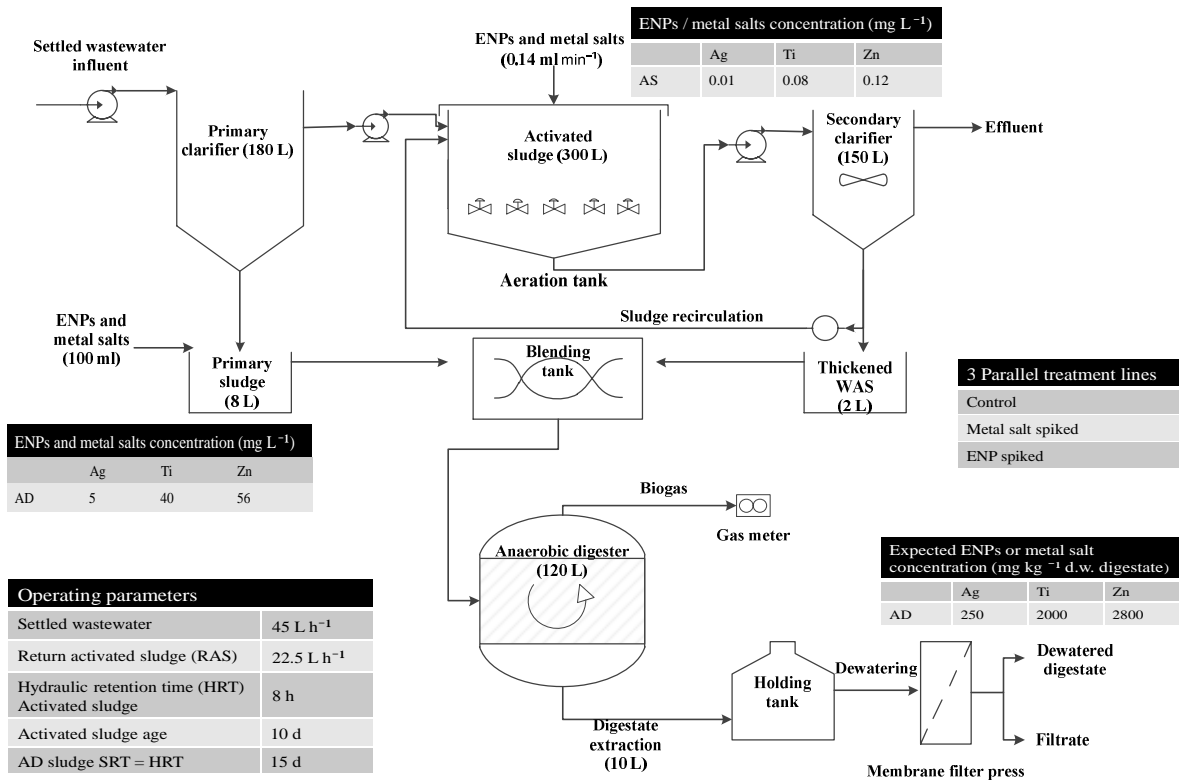 ENPs / metal salts concentration (mg L⁻¹)
Ag Ti Zn
AS 0.01 0.08 0.12
Settled wastewater
influent
ENPs and metal salts
(0.14 ml min⁻¹)
Primary
clarifier (180 L)
Activated
sludge (300 L)
Secondary
clarifier
(150 L)
Effluent
Aeration tank
Sludge recirculation
ENPs and
metal salts
(100 ml)
Primary
sludge
(8 L)
Blending
tank
Thickened
WAS
(2 L)
3 Parallel treatment lines
Control
Metal salt spiked
ENP spiked
ENPs and metal salts concentration (mg L⁻¹)
Ag Ti Zn
AD 5 40 56
Biogas
Gas meter
Anaerobic digester
(120 L)
Expected ENPs or metal salt
concentration (mg kg ⁻¹ d.w. digestate)
Ag Ti Zn
AD 250 2000 2800
Operating parameters
Settled wastewater 45 L h⁻¹
Return activated sludge (RAS) 22.5 L h⁻¹
Hydraulic retention time (HRT)
Activated sludge 8 h
Activated sludge age 10 d
AD sludge SRT = HRT 15 d
Digestate
extraction
(10 L)
Holding
tank
Dewatering
Dewatered
digestate
Filtrate
Membrane filter press